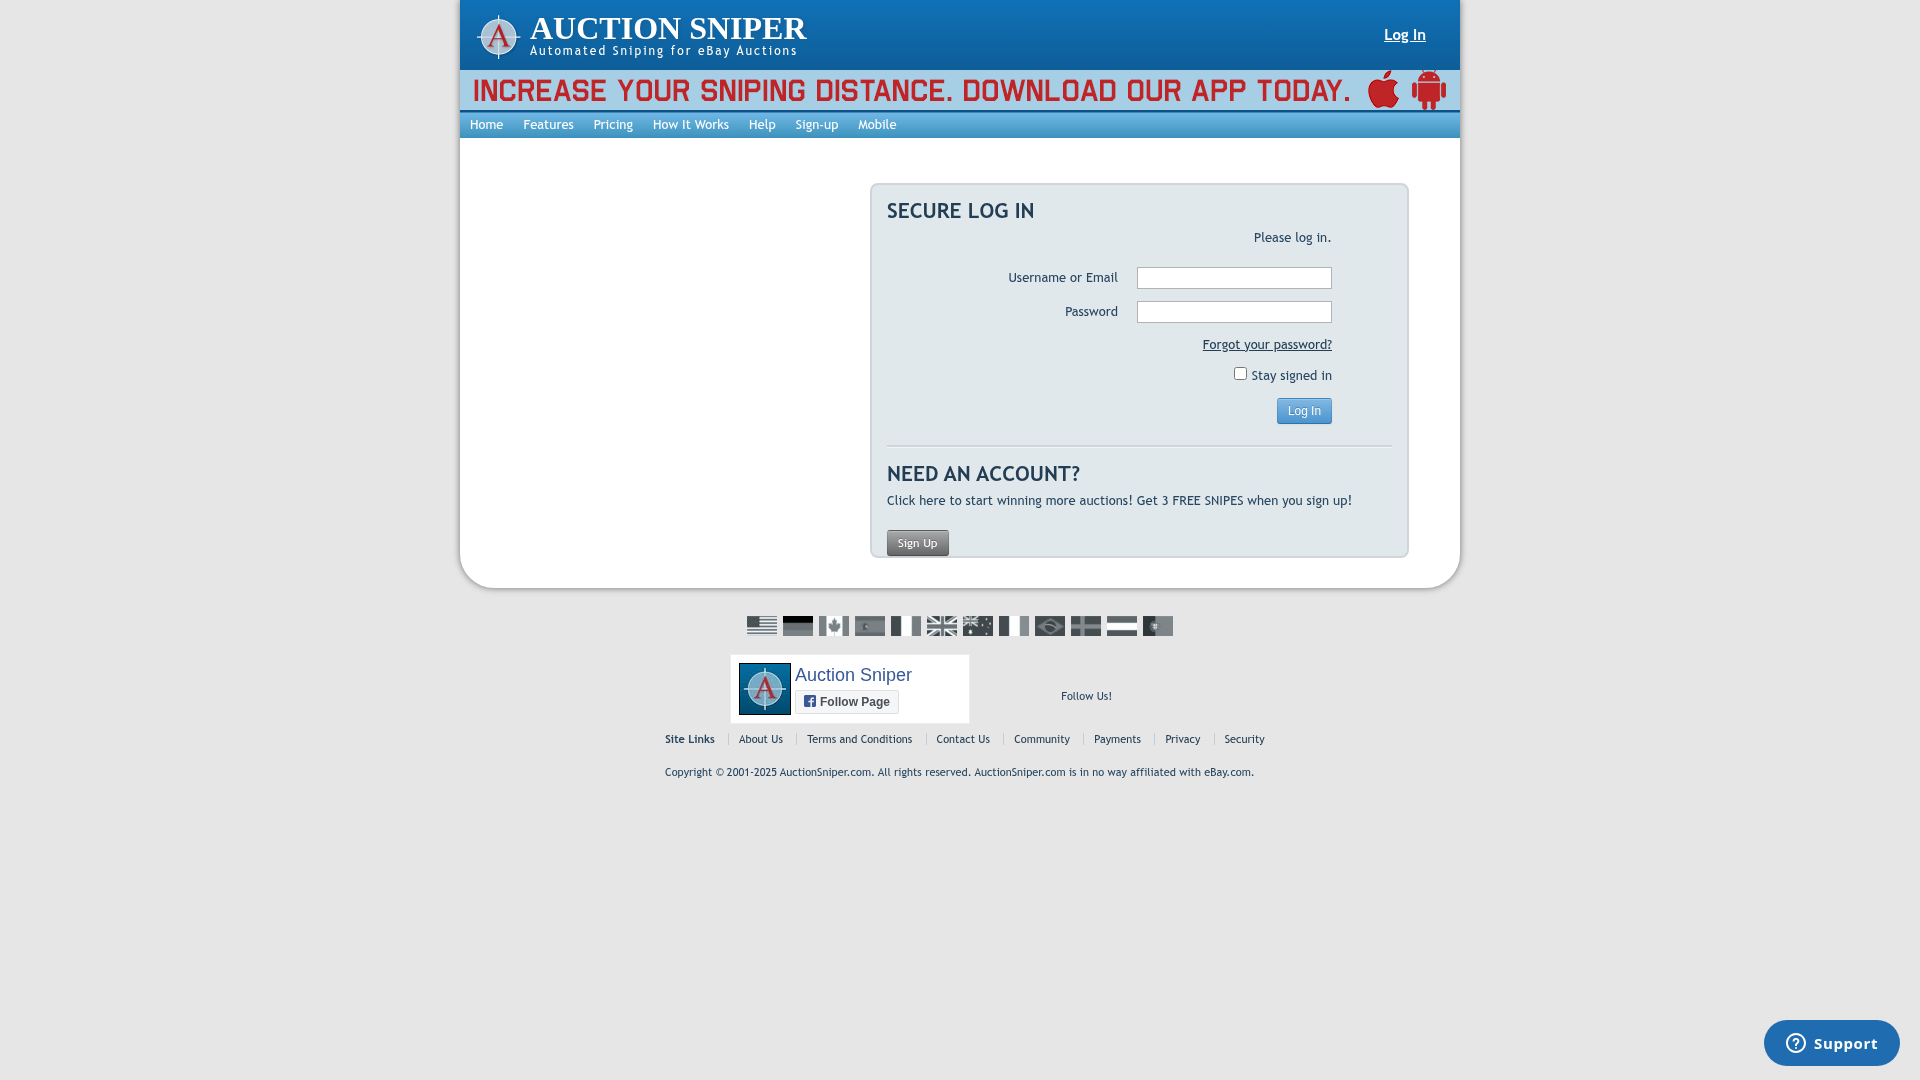 AUCTION SNIPER
Automated Sniping for eBay Auctions
Log In
INCREASE YOUR SNIPING DISTANCE. DOWNLOAD OUR APP TODAY.
Home Features Pricing How It Works Help Sign-up Mobile
SECURE LOG IN
Please log in.
Username or Email
Password
Forgot your password?
Stay signed in
Log In
NEED AN ACCOUNT?
Click here to start winning more auctions! Get 3 FREE SNIPES when you sign up!
Sign Up
Auction Sniper
Follow Page
Follow Us!
Site Links About Us Terms and Conditions Contact Us Community Payments Privacy Security
Copyright © 2001-2025 AuctionSniper.com. All rights reserved. AuctionSniper.com is in no way affiliated with eBay.com.
Support